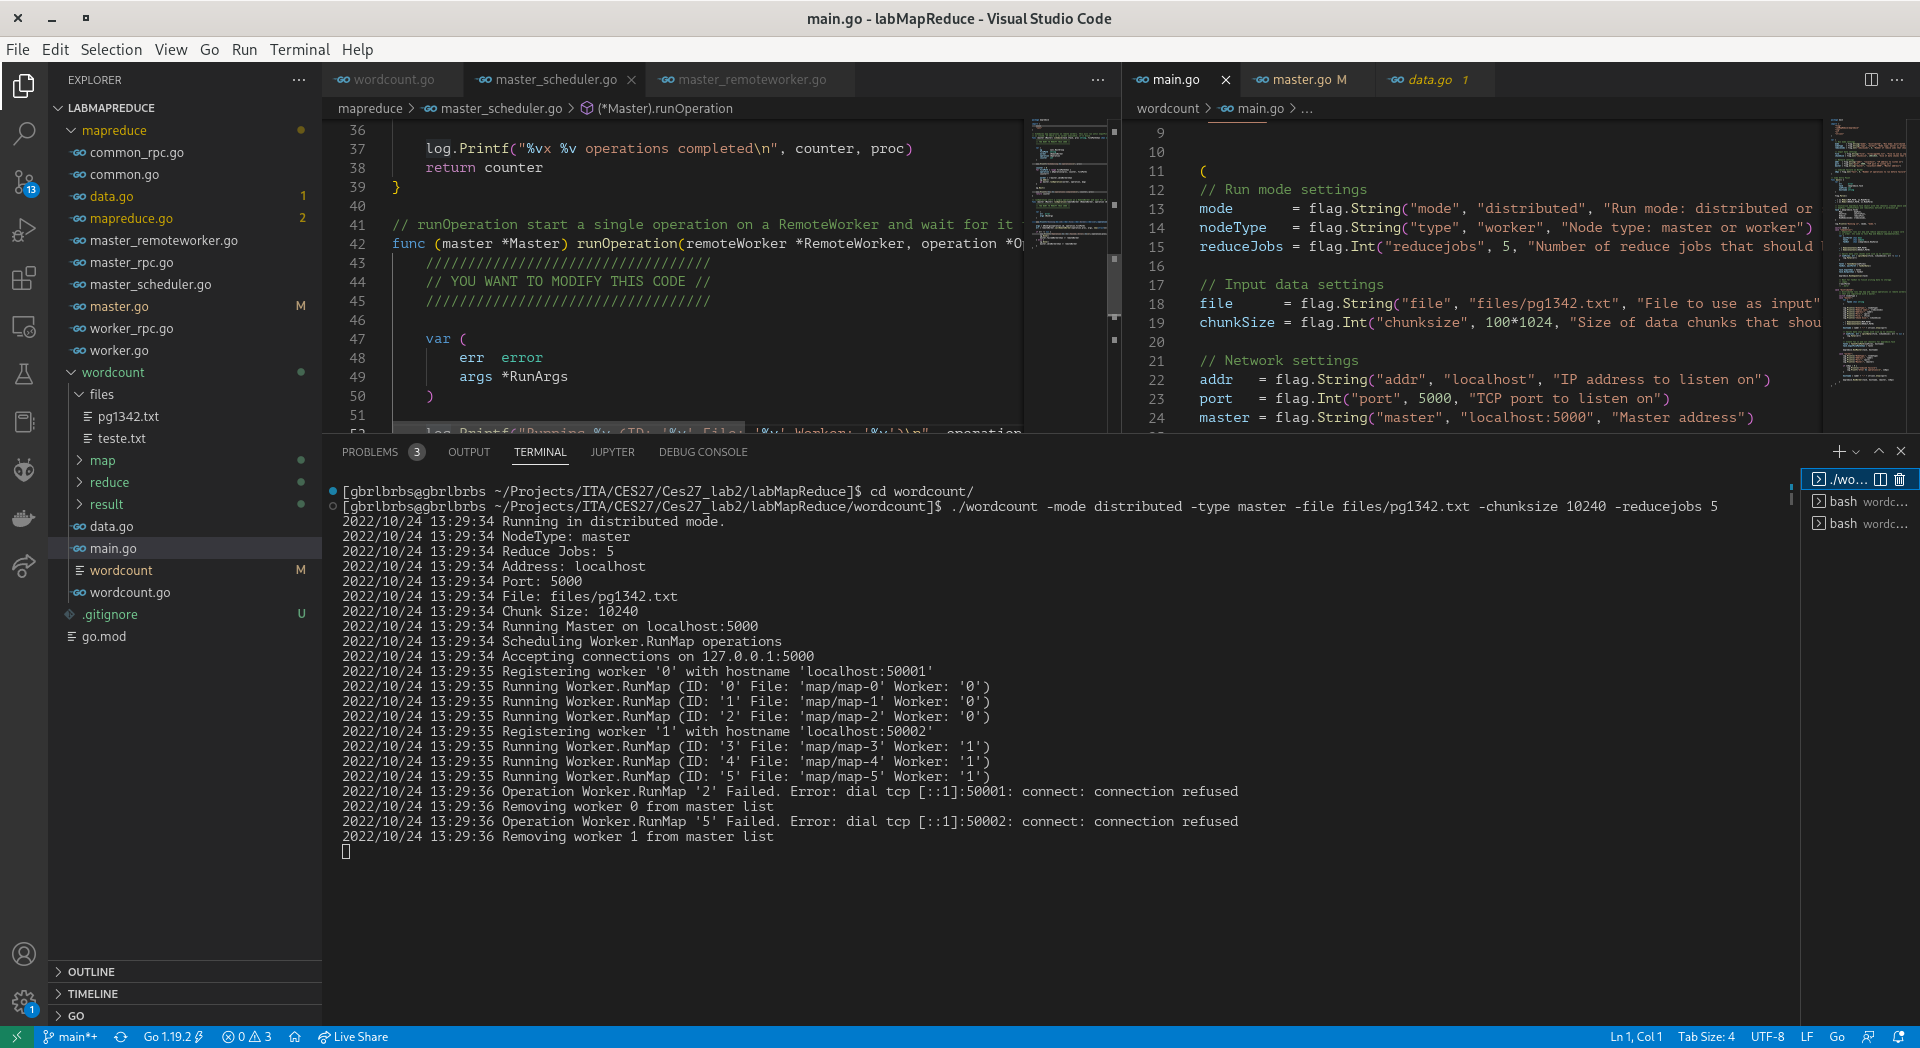 main.go - labMapReduce - Visual Studio Code
File Edit Selection View Go Run Terminal Help
EXPLORER
LABMAPREDUCE
mapreduce
common_rpc.go
common.go
data.go 1
mapreduce.go 2
master_remoteworker.go
master_rpc.go
master_scheduler.go
master.go M
worker_rpc.go
worker.go
wordcount
files
pg1342.txt
teste.txt
map
reduce
result
data.go
main.go
wordcount M
wordcount.go
.gitignore U
go.mod
OUTLINE
TIMELINE
GO
13
1
wordcount.go master_scheduler.go master_remoteworker.go
mapreduce > master_scheduler.go > (*Master).runOperation
36
37 log.Printf("%vx %v operations completed\n", counter, proc)
38 return counter
39 }
40
41 // runOperation start a single operation on a RemoteWorker and wait for it
42 func (master *Master) runOperation(remoteWorker *RemoteWorker, operation *O
43 //////////////////////////////////
44 // YOU WANT TO MODIFY THIS CODE //
45 //////////////////////////////////
46
47 var (
48 err error
49 args *RunArgs
50 )
51
52 log.Printf("Running %v (ID: '%v' File: '%v' Worker: '%v')\n", operation
main.go master.go M data.go 1
wordcount > main.go > ...
9
10
11 (
12 // Run mode settings
13 mode = flag.String("mode", "distributed", "Run mode: distributed or
14 nodeType = flag.String("type", "worker", "Node type: master or worker")
15 reduceJobs = flag.Int("reducejobs", 5, "Number of reduce jobs that should
16
17 // Input data settings
18 file = flag.String("file", "files/pg1342.txt", "File to use as input"
19 chunkSize = flag.Int("chunksize", 100*1024, "Size of data chunks that shou
20
21 // Network settings
22 addr = flag.String("addr", "localhost", "IP address to listen on")
23 port = flag.Int("port", 5000, "TCP port to listen on")
24 master = flag.String("master", "localhost:5000", "Master address")
PROBLEMS 3 OUTPUT TERMINAL JUPYTER DEBUG CONSOLE
[gbrlbrbs@gbrlbrbs ~/Projects/ITA/CES27/Ces27_lab2/labMapReduce]$ cd wordcount/
[gbrlbrbs@gbrlbrbs ~/Projects/ITA/CES27/Ces27_lab2/labMapReduce/wordcount]$ ./wordcount -mode distributed -type master -file files/pg1342.txt -chunksize 10240 -reducejobs 5
2022/10/24 13:29:34 Running in distributed mode.
2022/10/24 13:29:34 NodeType: master
2022/10/24 13:29:34 Reduce Jobs: 5
2022/10/24 13:29:34 Address: localhost
2022/10/24 13:29:34 Port: 5000
2022/10/24 13:29:34 File: files/pg1342.txt
2022/10/24 13:29:34 Chunk Size: 10240
2022/10/24 13:29:34 Running Master on localhost:5000
2022/10/24 13:29:34 Scheduling Worker.RunMap operations
2022/10/24 13:29:34 Accepting connections on 127.0.0.1:5000
2022/10/24 13:29:35 Registering worker '0' with hostname 'localhost:50001'
2022/10/24 13:29:35 Running Worker.RunMap (ID: '0' File: 'map/map-0' Worker: '0')
2022/10/24 13:29:35 Running Worker.RunMap (ID: '1' File: 'map/map-1' Worker: '0')
2022/10/24 13:29:35 Running Worker.RunMap (ID: '2' File: 'map/map-2' Worker: '0')
2022/10/24 13:29:35 Registering worker '1' with hostname 'localhost:50002'
2022/10/24 13:29:35 Running Worker.RunMap (ID: '3' File: 'map/map-3' Worker: '1')
2022/10/24 13:29:35 Running Worker.RunMap (ID: '4' File: 'map/map-4' Worker: '1')
2022/10/24 13:29:35 Running Worker.RunMap (ID: '5' File: 'map/map-5' Worker: '1')
2022/10/24 13:29:36 Operation Worker.RunMap '2' Failed. Error: dial tcp [::1]:50001: connect: connection refused
2022/10/24 13:29:36 Removing worker 0 from master list
2022/10/24 13:29:36 Operation Worker.RunMap '5' Failed. Error: dial tcp [::1]:50002: connect: connection refused
2022/10/24 13:29:36 Removing worker 1 from master list
./wo...
bash wordc...
bash wordc...
main*+ Go 1.19.2 0 3 Live Share Ln 1, Col 1 Tab Size: 4 UTF-8 LF Go